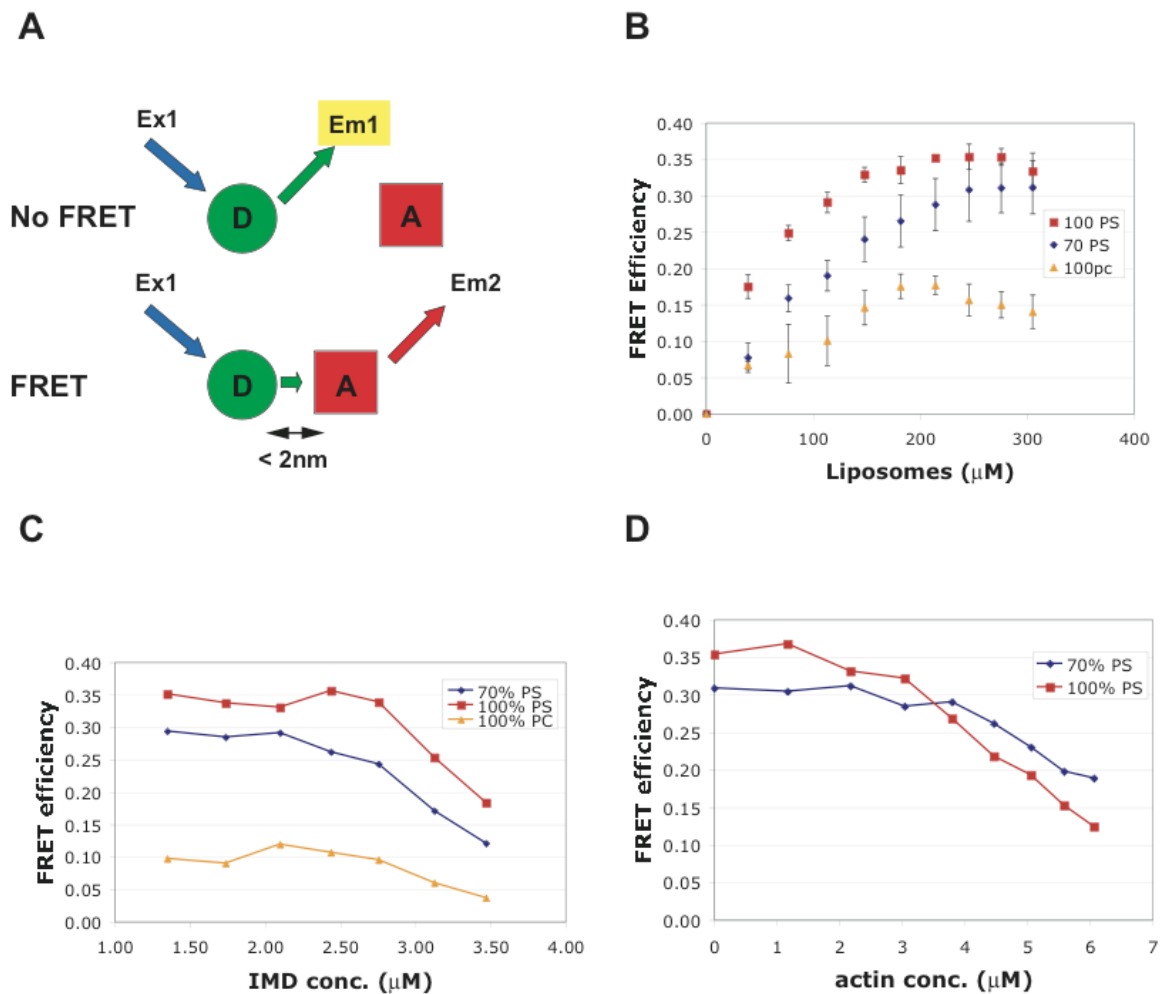 A
Ex1
Em1
D
A
No FRET
Ex1
Em2
D
A
FRET
< 2nm
B
0.40
0.35
0.30
0.25
0.20
0.15
0.10
0.05
0.00
FRET Efficiency
0
100
200
300
400
Liposomes (μM)
100 PS
70 PS
100pc
C
0.40
0.35
0.30
0.25
0.20
0.15
0.10
0.05
0.00
FRET efficiency
1.00
1.50
2.00
2.50
3.00
3.50
4.00
IMD conc. (μM)
70% PS
100% PS
100% PC
D
0.40
0.35
0.30
0.25
0.20
0.15
0.10
0.05
0.00
FRET efficiency
0
1
2
3
4
5
6
7
actin conc. (μM)
70% PS
100% PS